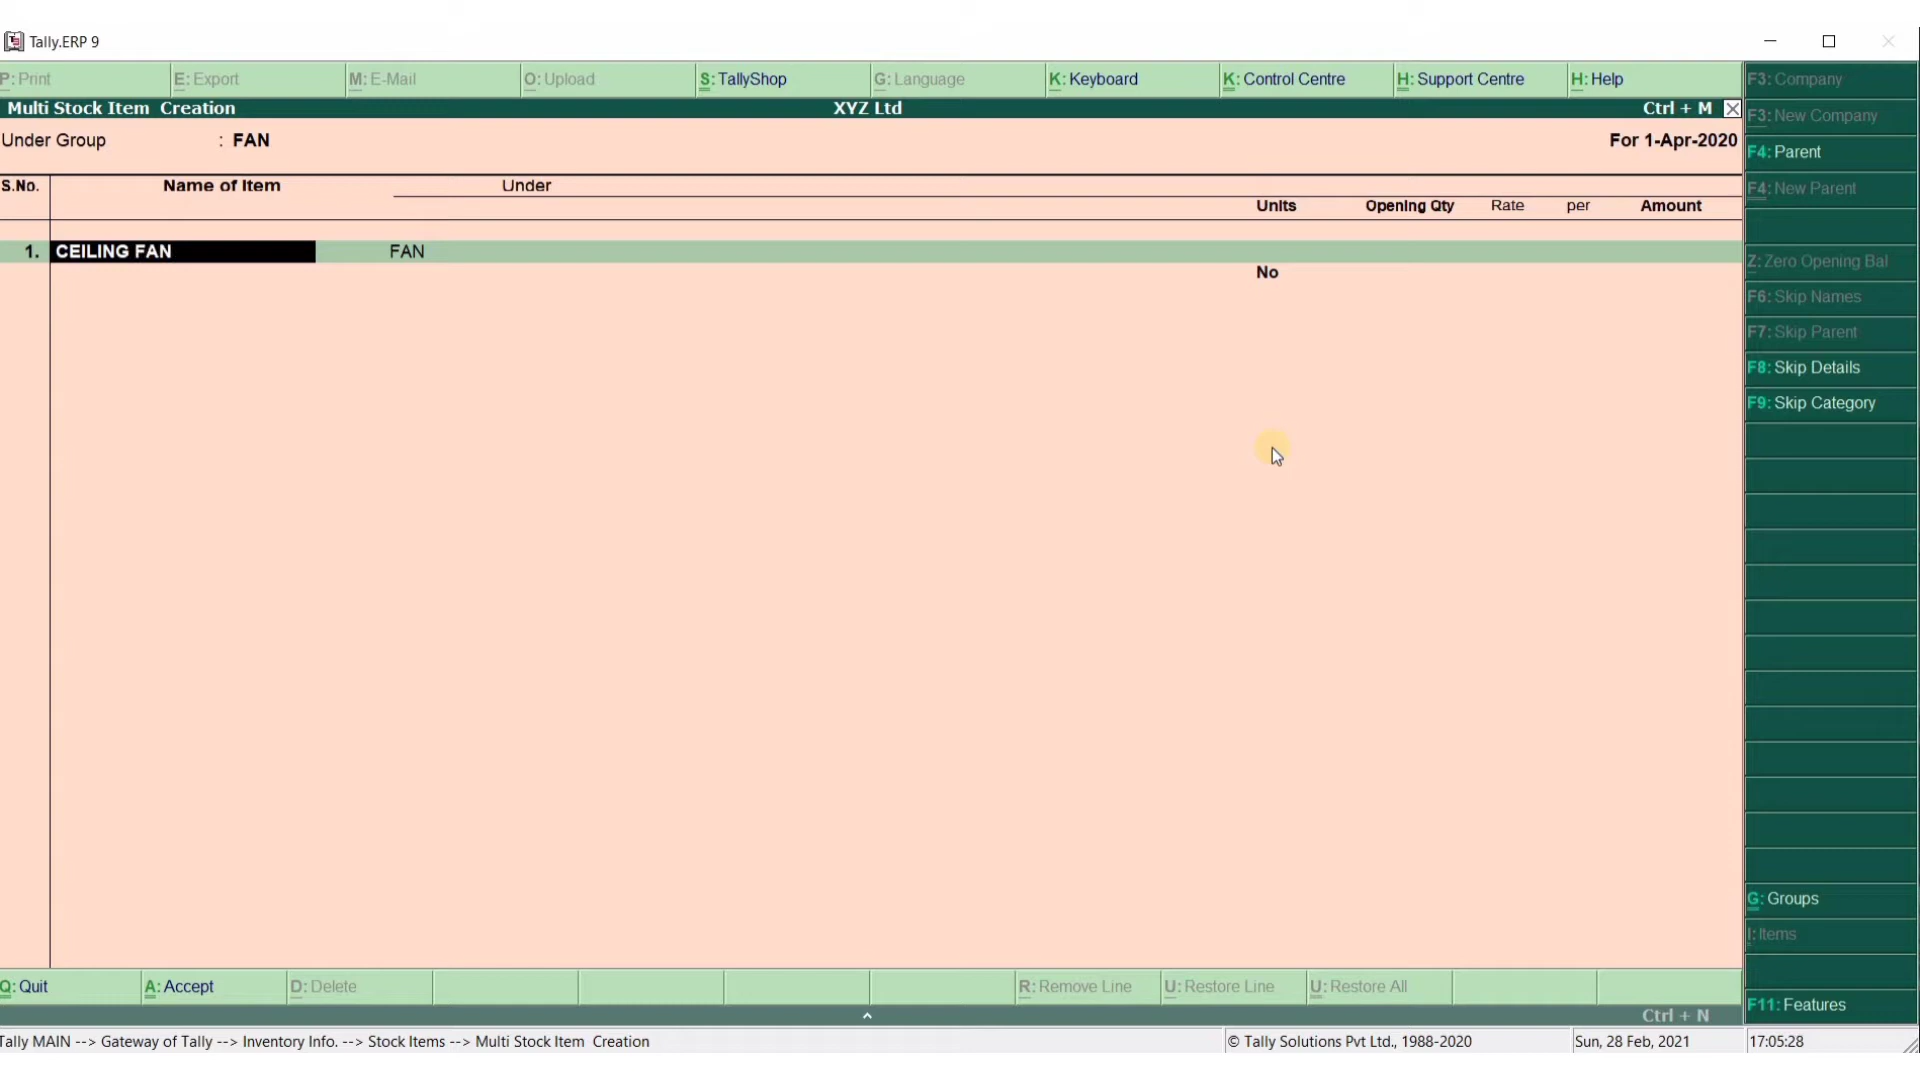 Tally.ERP 9
P: Print E: Export M: E-Mail O: Upload S: TallyShop G: Language K: Keyboard K: Control Centre H: Support Centre H: Help F3: Company
Multi Stock Item Creation XYZ Ltd Ctrl + M
F3: New Company
Under Group : FAN For 1-Apr-2020
F4: Parent
S.No. Name of Item Under F4: New Parent
Units Opening Qty Rate per Amount
1. CEILING FAN FAN
Z: Zero Opening Bal
No
F6: Skip Names
F7: Skip Parent
F8: Skip Details
F9: Skip Category
G: Groups
I: Items
Q: Quit A: Accept D: Delete R: Remove Line U: Restore Line U: Restore All
F11: Features
Ctrl + N
Tally MAIN --> Gateway of Tally --> Inventory Info. --> Stock Items --> Multi Stock Item Creation © Tally Solutions Pvt Ltd., 1988-2020 Sun, 28 Feb, 2021 17:05:28